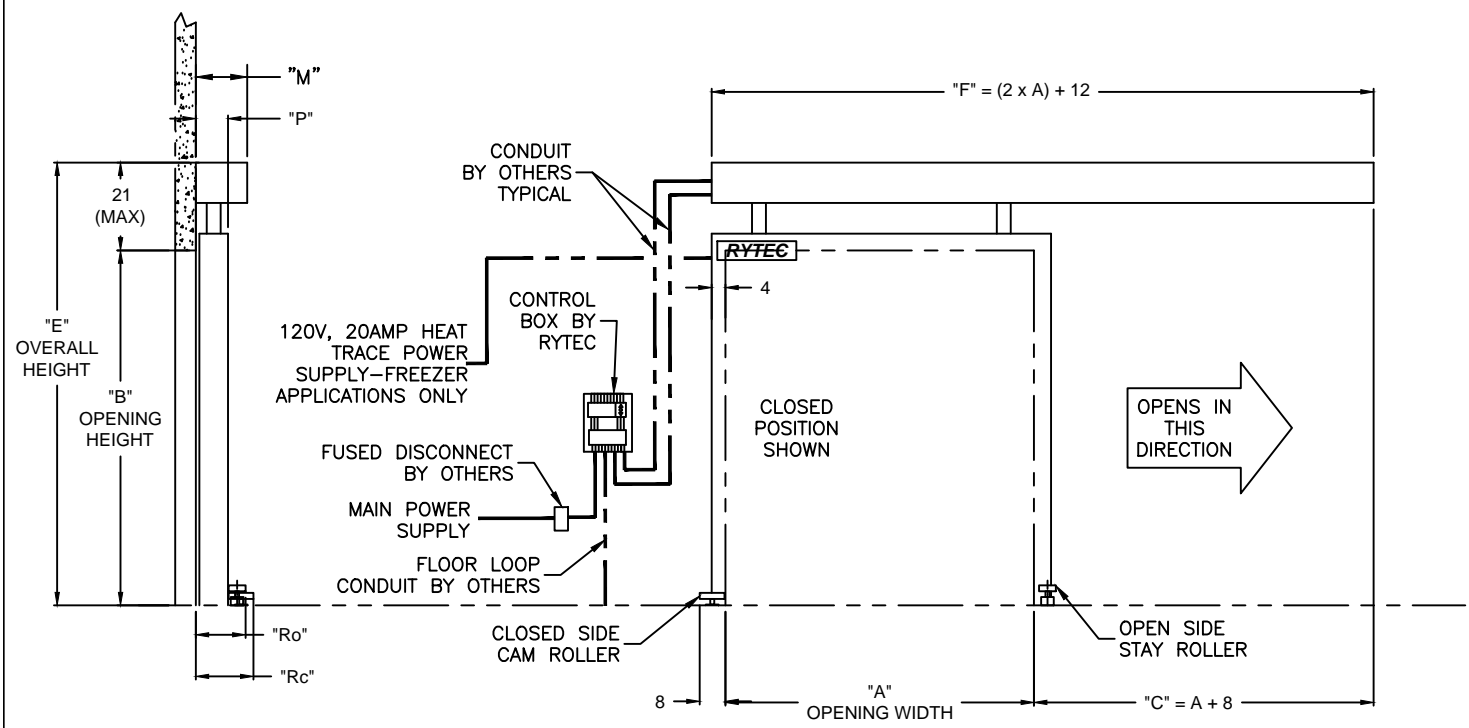 "M"
"P"
21
(MAX)
"E"
OVERALL
HEIGHT
"B"
OPENING
HEIGHT
"Ro"
"Rc"
"F" = (2 x A) + 12
CONDUIT
BY OTHERS
TYPICAL
RYTEC
4
CONTROL
BOX BY
RYTEC
120V, 20AMP HEAT
TRACE POWER
SUPPLY-FREEZER
APPLICATIONS ONLY
FUSED DISCONNECT
BY OTHERS
MAIN POWER
SUPPLY
FLOOR LOOP
CONDUIT BY OTHERS
CLOSED
POSITION
SHOWN
OPENS IN
THIS
DIRECTION
CLOSED SIDE
CAM ROLLER
OPEN SIDE
STAY ROLLER
8
"A"
OPENING WIDTH
"C" = A + 8